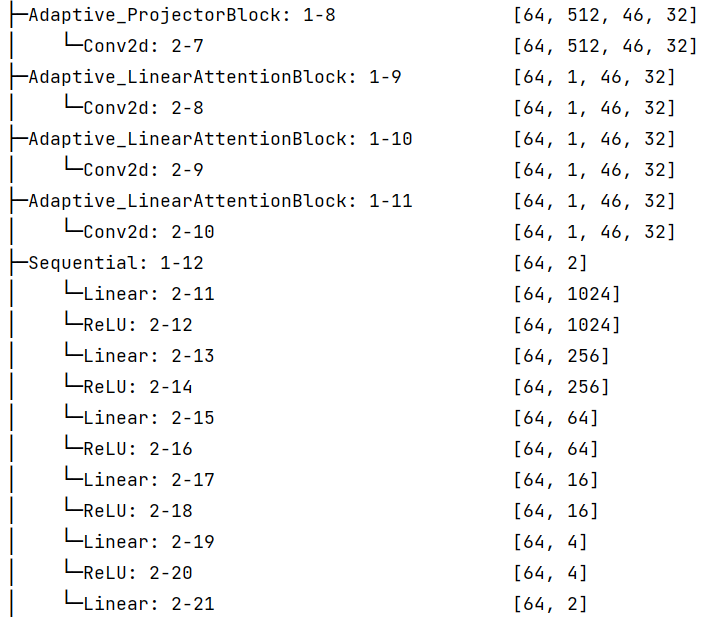 ├─Adaptive_ProjectorBlock: 1-8 [64, 512, 46, 32]
│ └─Conv2d: 2-7 [64, 512, 46, 32]
├─Adaptive_LinearAttentionBlock: 1-9 [64, 1, 46, 32]
│ └─Conv2d: 2-8 [64, 1, 46, 32]
├─Adaptive_LinearAttentionBlock: 1-10 [64, 1, 46, 32]
│ └─Conv2d: 2-9 [64, 1, 46, 32]
├─Adaptive_LinearAttentionBlock: 1-11 [64, 1, 46, 32]
│ └─Conv2d: 2-10 [64, 1, 46, 32]
├─Sequential: 1-12 [64, 2]
│ └─Linear: 2-11 [64, 1024]
│ └─ReLU: 2-12 [64, 1024]
│ └─Linear: 2-13 [64, 256]
│ └─ReLU: 2-14 [64, 256]
│ └─Linear: 2-15 [64, 64]
│ └─ReLU: 2-16 [64, 64]
│ └─Linear: 2-17 [64, 16]
│ └─ReLU: 2-18 [64, 16]
│ └─Linear: 2-19 [64, 4]
│ └─ReLU: 2-20 [64, 4]
│ └─Linear: 2-21 [64, 2]